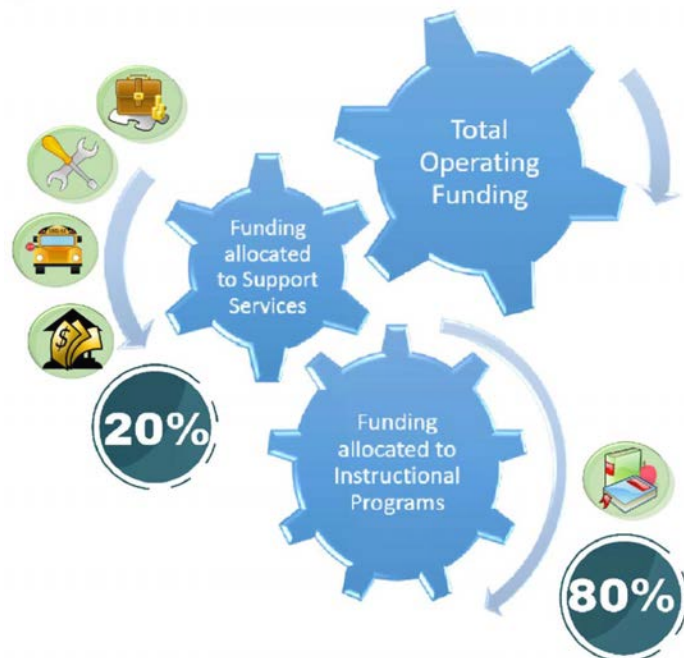 Total
Operating
Funding
Funding
allocated
to Support
Services
20%
Funding
allocated to
Instructional
Programs
80%